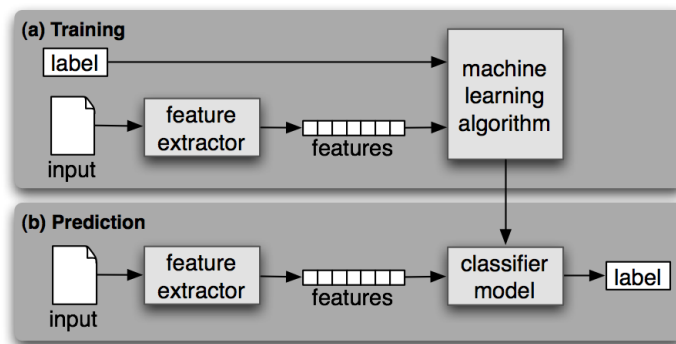 (a) Training
label
machine
learning
algorithm
feature
extractor
features
input
(b) Prediction
feature
extractor
features
input
classifier
model
label